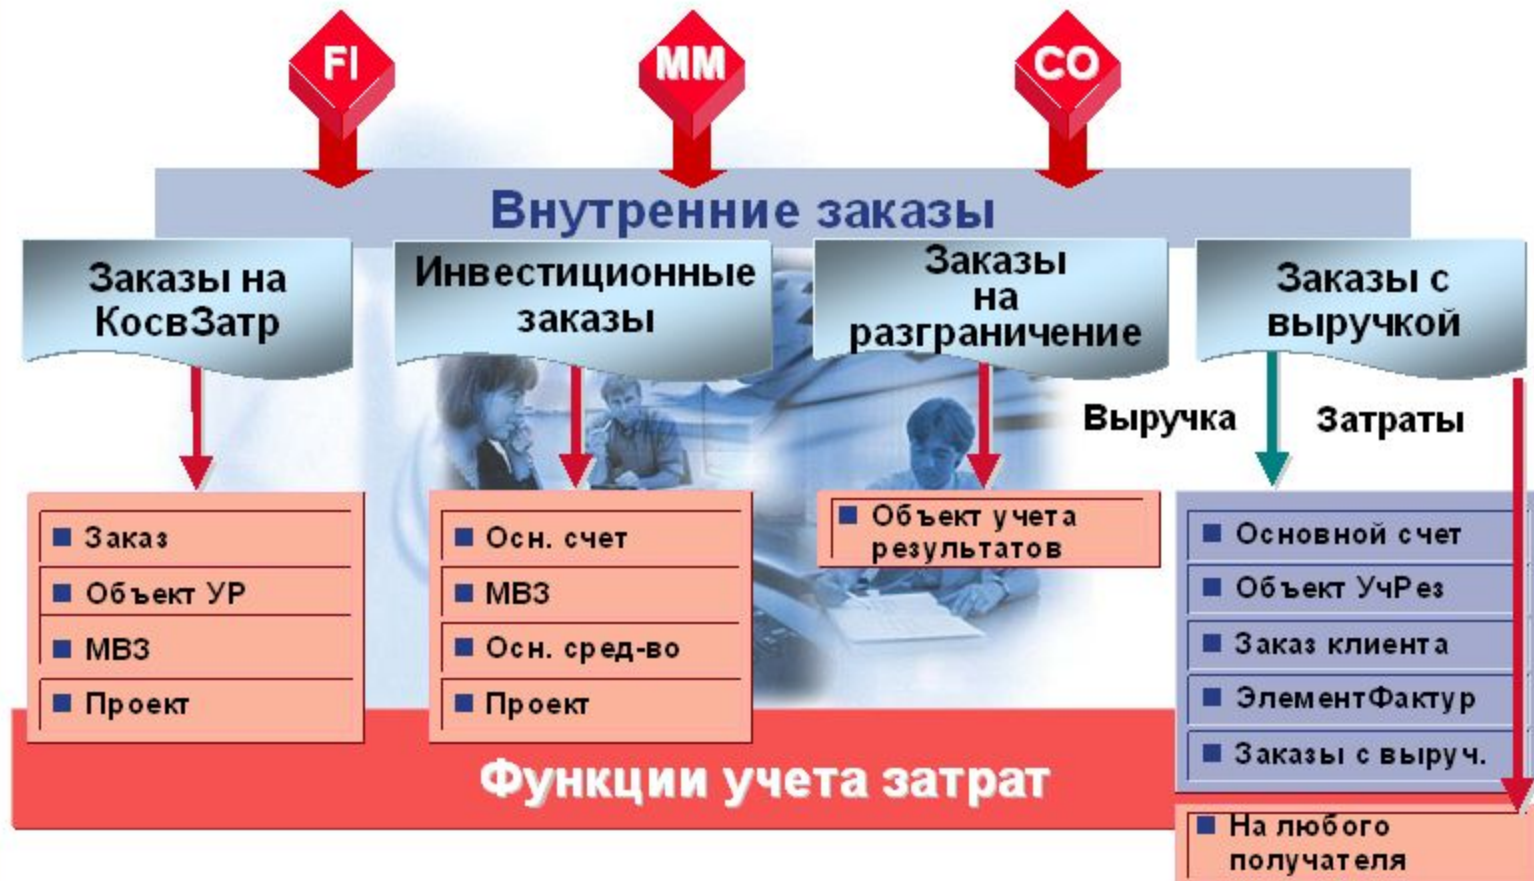 FI
MM
CO
Внутренние заказы
Заказы на
КосвЗатр
Инвестиционные
заказы
Заказы
на
разграничение
Заказы с
выручкой
Выручка
Затраты
Заказ
Объект УР
МВЗ
Проект
Осн. счет
МВЗ
Осн. сред-во
Проект
Объект учета
результатов
Основной счет
Объект УчРез
Заказ клиента
ЭлементФактур
Заказы с выруч.
На любого
получателя
Функции учета затрат